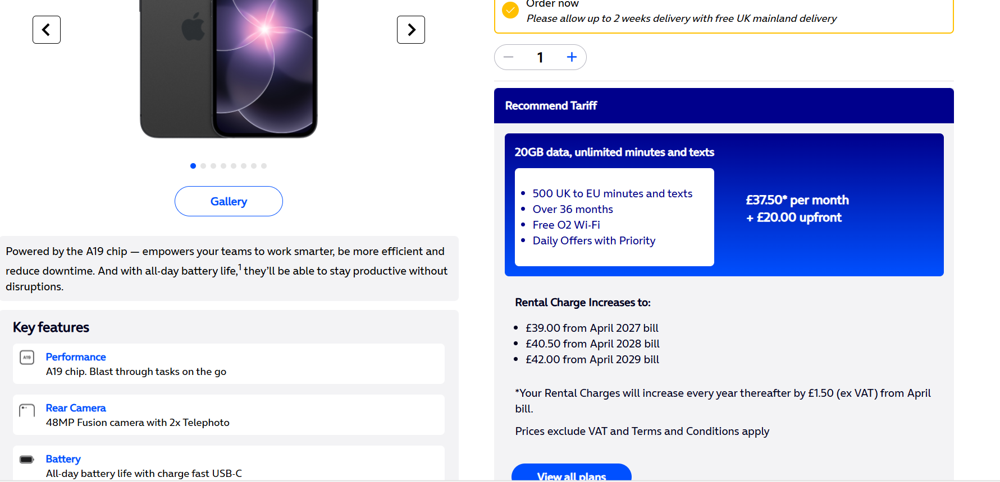 Order now
Please allow up to 2 weeks delivery with free UK mainland delivery
1
Recommend Tariff
20GB data, unlimited minutes and texts
500 UK to EU minutes and texts
Over 36 months
Free O2 Wi-Fi
Daily Offers with Priority
£37.50* per month
+ £20.00 upfront
Rental Charge Increases to:
£39.00 from April 2027 bill
£40.50 from April 2028 bill
£42.00 from April 2029 bill
*Your Rental Charges will increase every year thereafter by £1.50 (ex VAT) from April
bill.
Prices exclude VAT and Terms and Conditions apply
View all plans
Gallery
Powered by the A19 chip — empowers your teams to work smarter, be more efficient and
reduce downtime. And with all-day battery life,1 they’ll be able to stay productive without
disruptions.
Key features
A19
Performance
A19 chip. Blast through tasks on the go
Rear Camera
48MP Fusion camera with 2x Telephoto
Battery
All-day battery life with charge fast USB-C